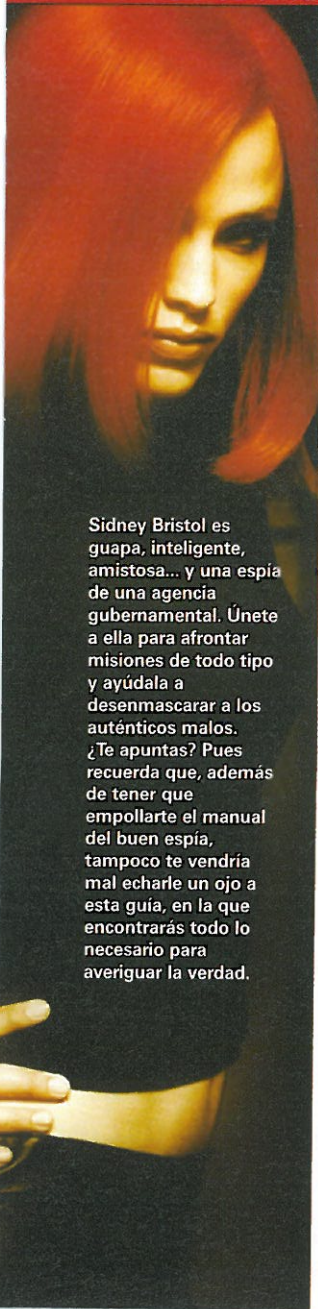 Sidney Bristol es
guapa, inteligente,
amistosa... y una espía
de una agencia
gubernamental. Únete
a ella para afrontar
misiones de todo tipo
y ayúdala a
desenmascarar a los
auténticos malos.
¿Te apuntas? Pues
recuerda que, además
de tener que
empollarte el manual
del buen espía,
tampoco te vendría
mal echarle un ojo a
esta guía, en la que
encontrarás todo lo
necesario para
averiguar la verdad.